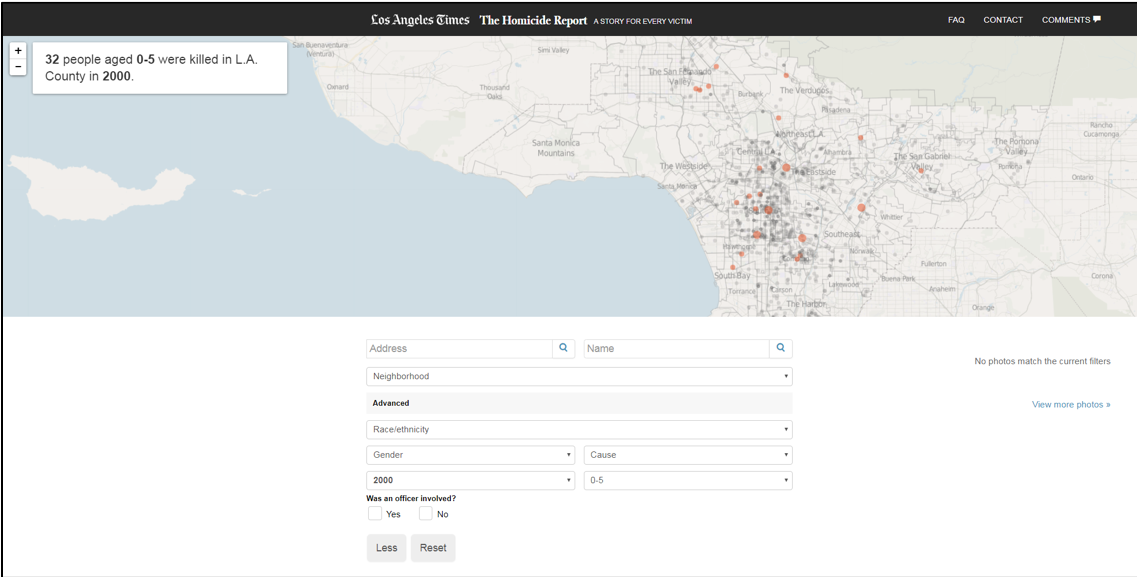 Los Angeles Times The Homicide Report A STORY FOR EVERY VICTIM FAQ CONTACT COMMENTS
+
-
32 people aged 0-5 were killed in L.A.
County in 2000.
San Buenaventura
(Ventura)
Simi Valley
Oxnard
Thousand
Oaks
The San Fernando
Valley
Burbank
The Verdugos
Pasadena
Rancho
Cucamonga
Santa Monica
Mountains
Northeast L.A.
Central L.A.
Alhambra
The San Gabriel
Valley
The Pomona
Valley
Pomona
Ontario
The Westside
The Eastside
Santa Monica
Whittier
Southeast
Hawthorne
Norwalk
Fullerton
South Bay
Buena Park
Corona
Torrance
Carson
Lakewood
Anaheim
The Harbor
Orange
Address
Name
No photos match the current filters
Neighborhood
Advanced
View more photos »
Race/ethnicity
Gender
Cause
2000
0-5
Was an officer involved?
Yes No
Less Reset